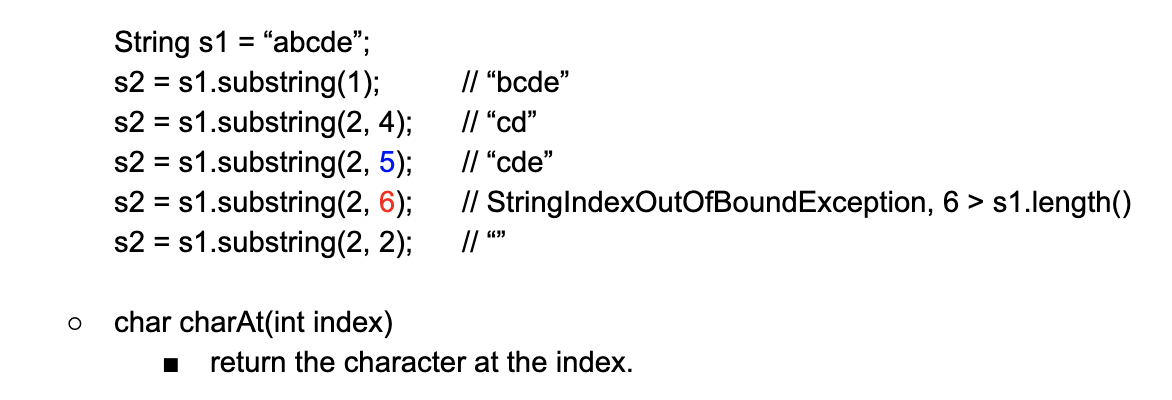 String s1 = “abcde”;
s2 = s1.substring(1); // “bcde”
s2 = s1.substring(2, 4); // “cd”
s2 = s1.substring(2, 5); // “cde”
s2 = s1.substring(2, 6); // StringIndexOutOfBoundException, 6 > s1.length()
s2 = s1.substring(2, 2); // “”
○ char charAt(int index)
■ return the character at the index.